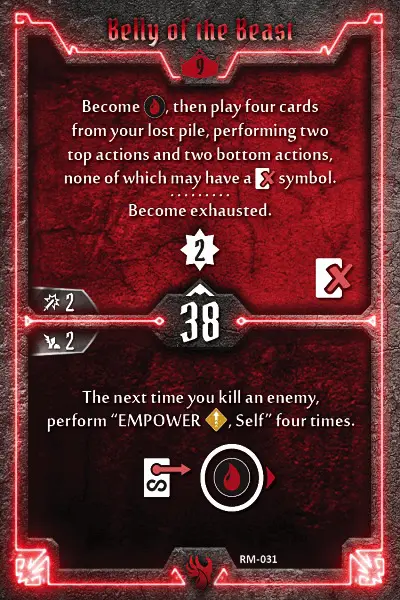 Belly of the Beast
9
Become , then play four cards
from your lost pile, performing two
top actions and two bottom actions,
none of which may have a symbol.
Become exhausted.
2
2
38
2
The next time you kill an enemy,
perform “EMPOWER , Self” four times.
S
RM-031